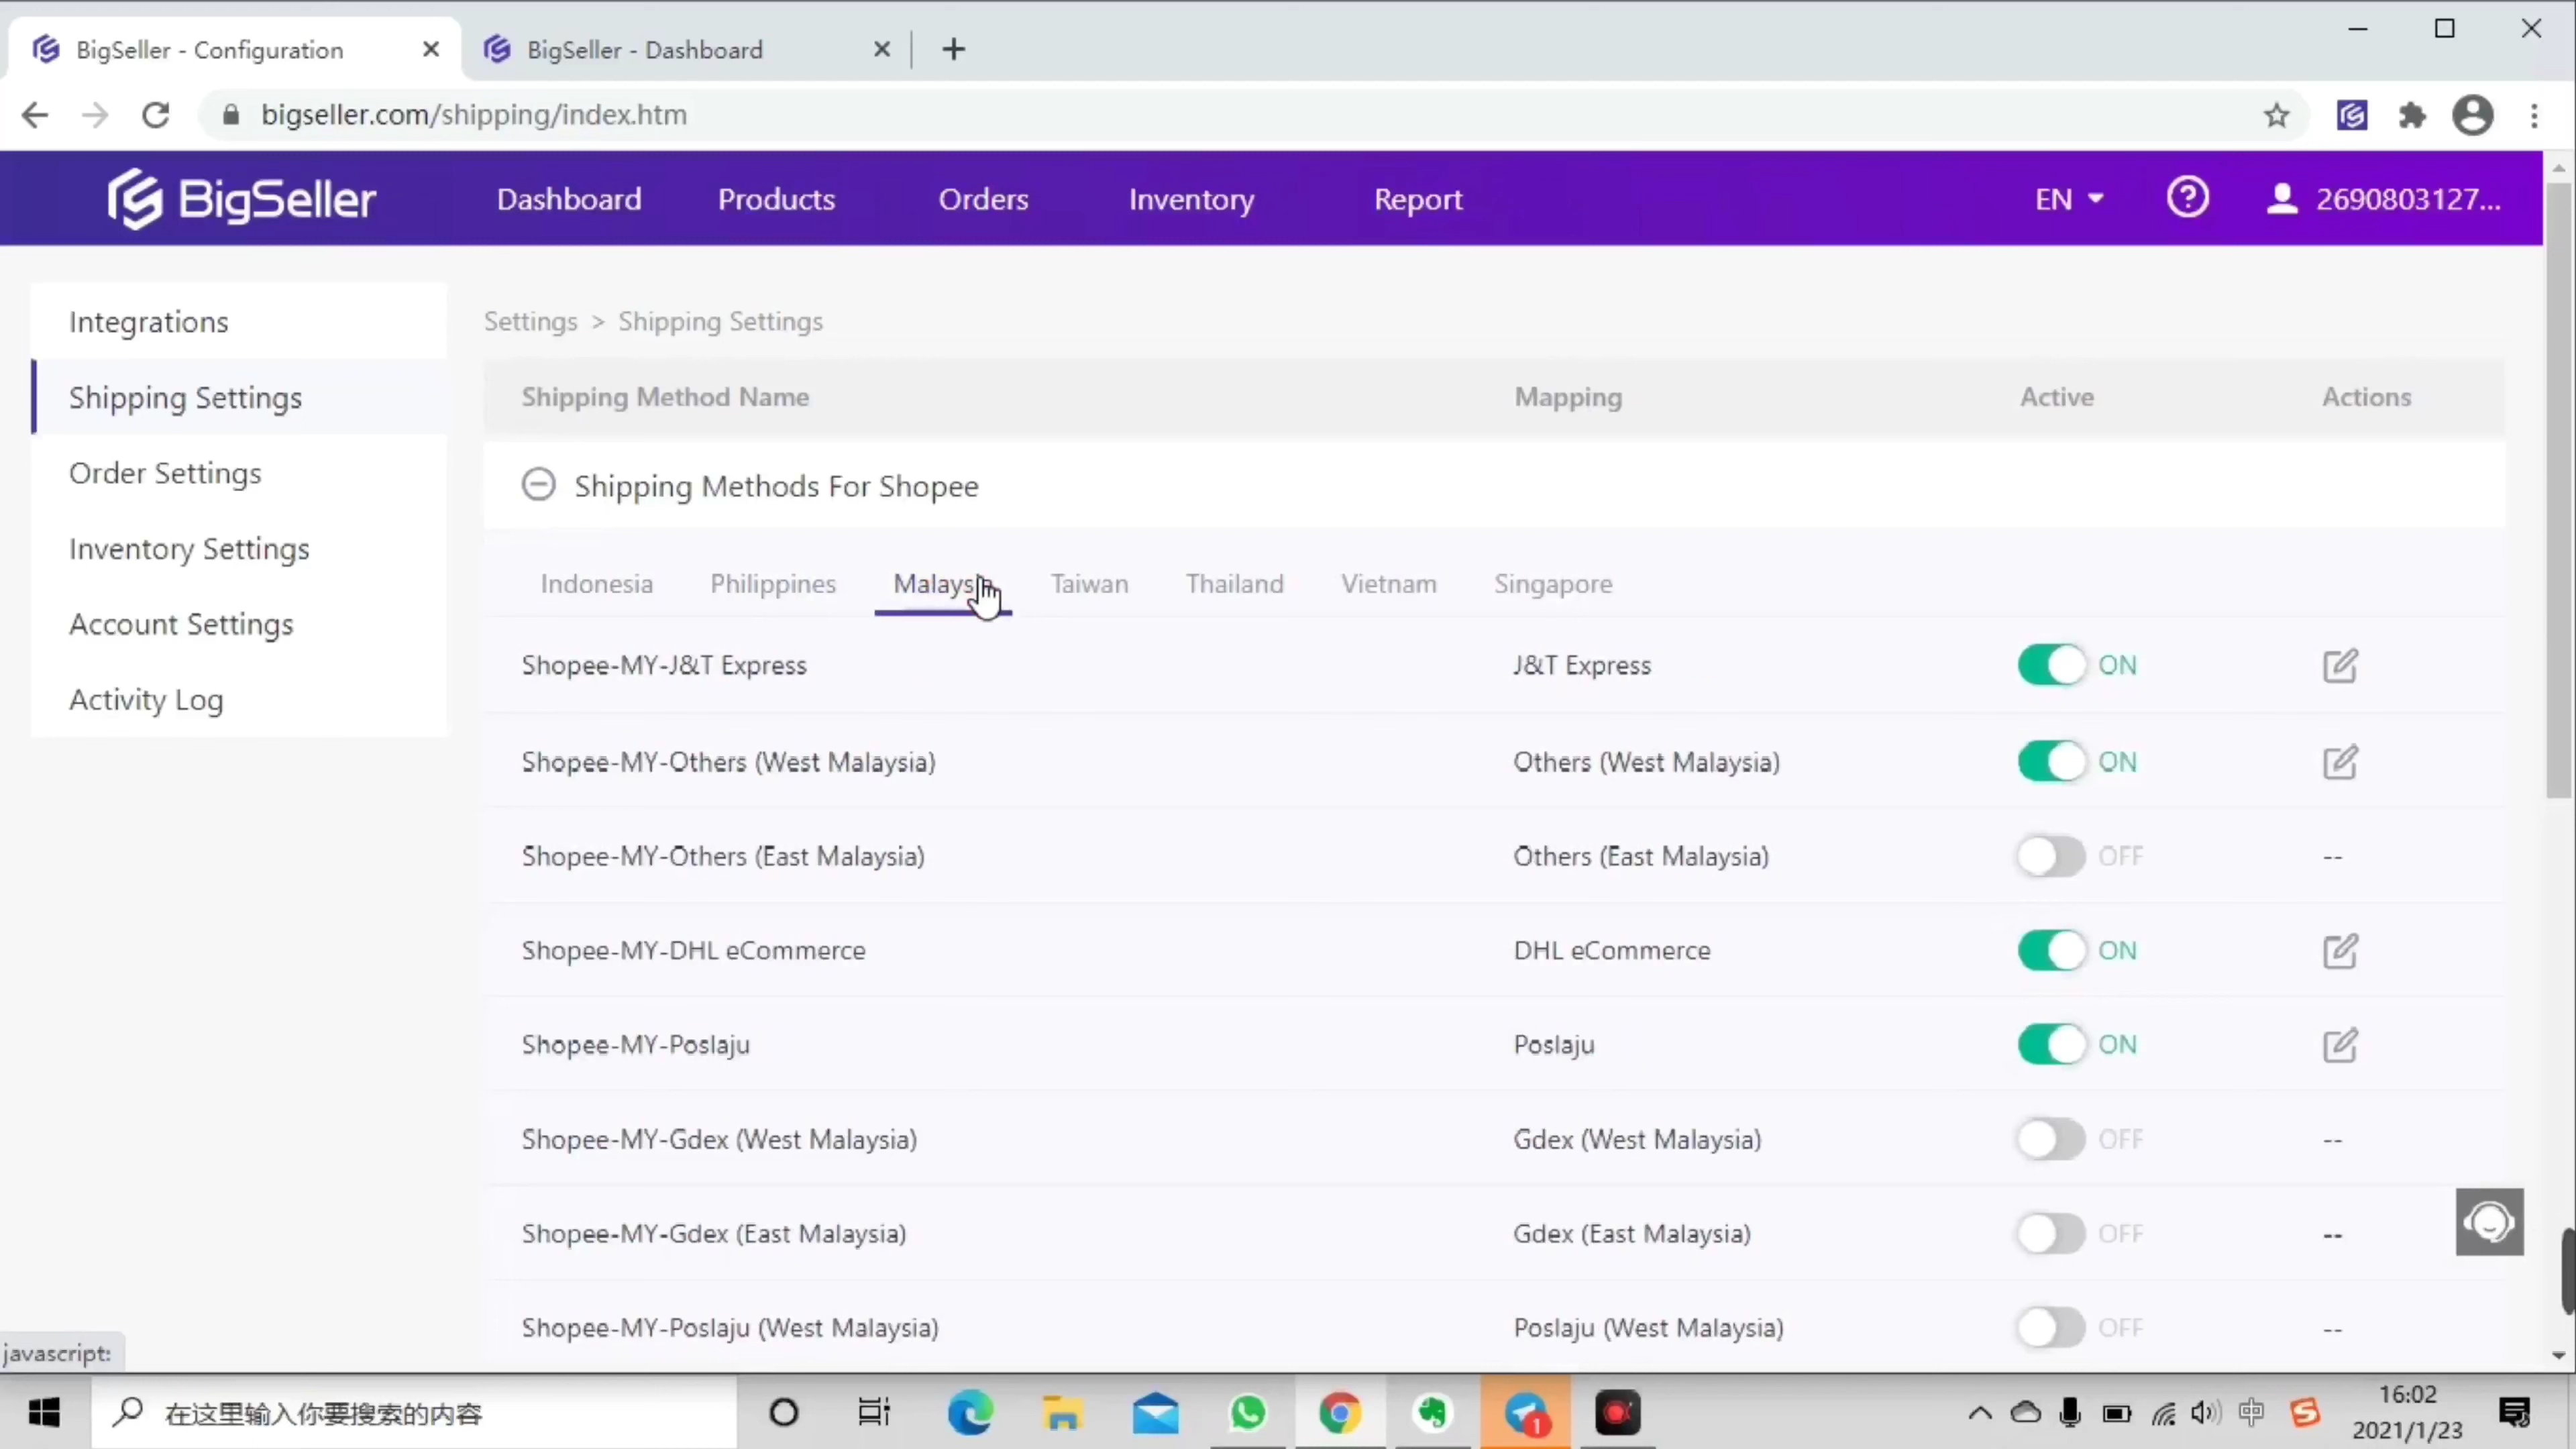 BigSeller - Configuration
BigSeller - Dashboard
bigseller.com/shipping/index.htm
BigSeller
Dashboard
Products
Orders
Inventory
Report
EN
2690803127...
Integrations
Shipping Settings
Order Settings
Inventory Settings
Account Settings
Activity Log
Settings > Shipping Settings
Shipping Method Name Mapping Active Actions
Shipping Methods For Shopee
Indonesia Philippines Malaysia Taiwan Thailand Vietnam Singapore
Shopee-MY-J&T Express J&T Express ON
Shopee-MY-Others (West Malaysia) Others (West Malaysia) ON
Shopee-MY-Others (East Malaysia) Others (East Malaysia) OFF --
Shopee-MY-DHL eCommerce DHL eCommerce ON
Shopee-MY-Poslaju Poslaju ON
Shopee-MY-Gdex (West Malaysia) Gdex (West Malaysia) OFF --
Shopee-MY-Gdex (East Malaysia) Gdex (East Malaysia) OFF --
Shopee-MY-Poslaju (West Malaysia) Poslaju (West Malaysia) OFF --
javascript:
在这里输入你要搜索的内容
1
中
16:02
2021/1/23